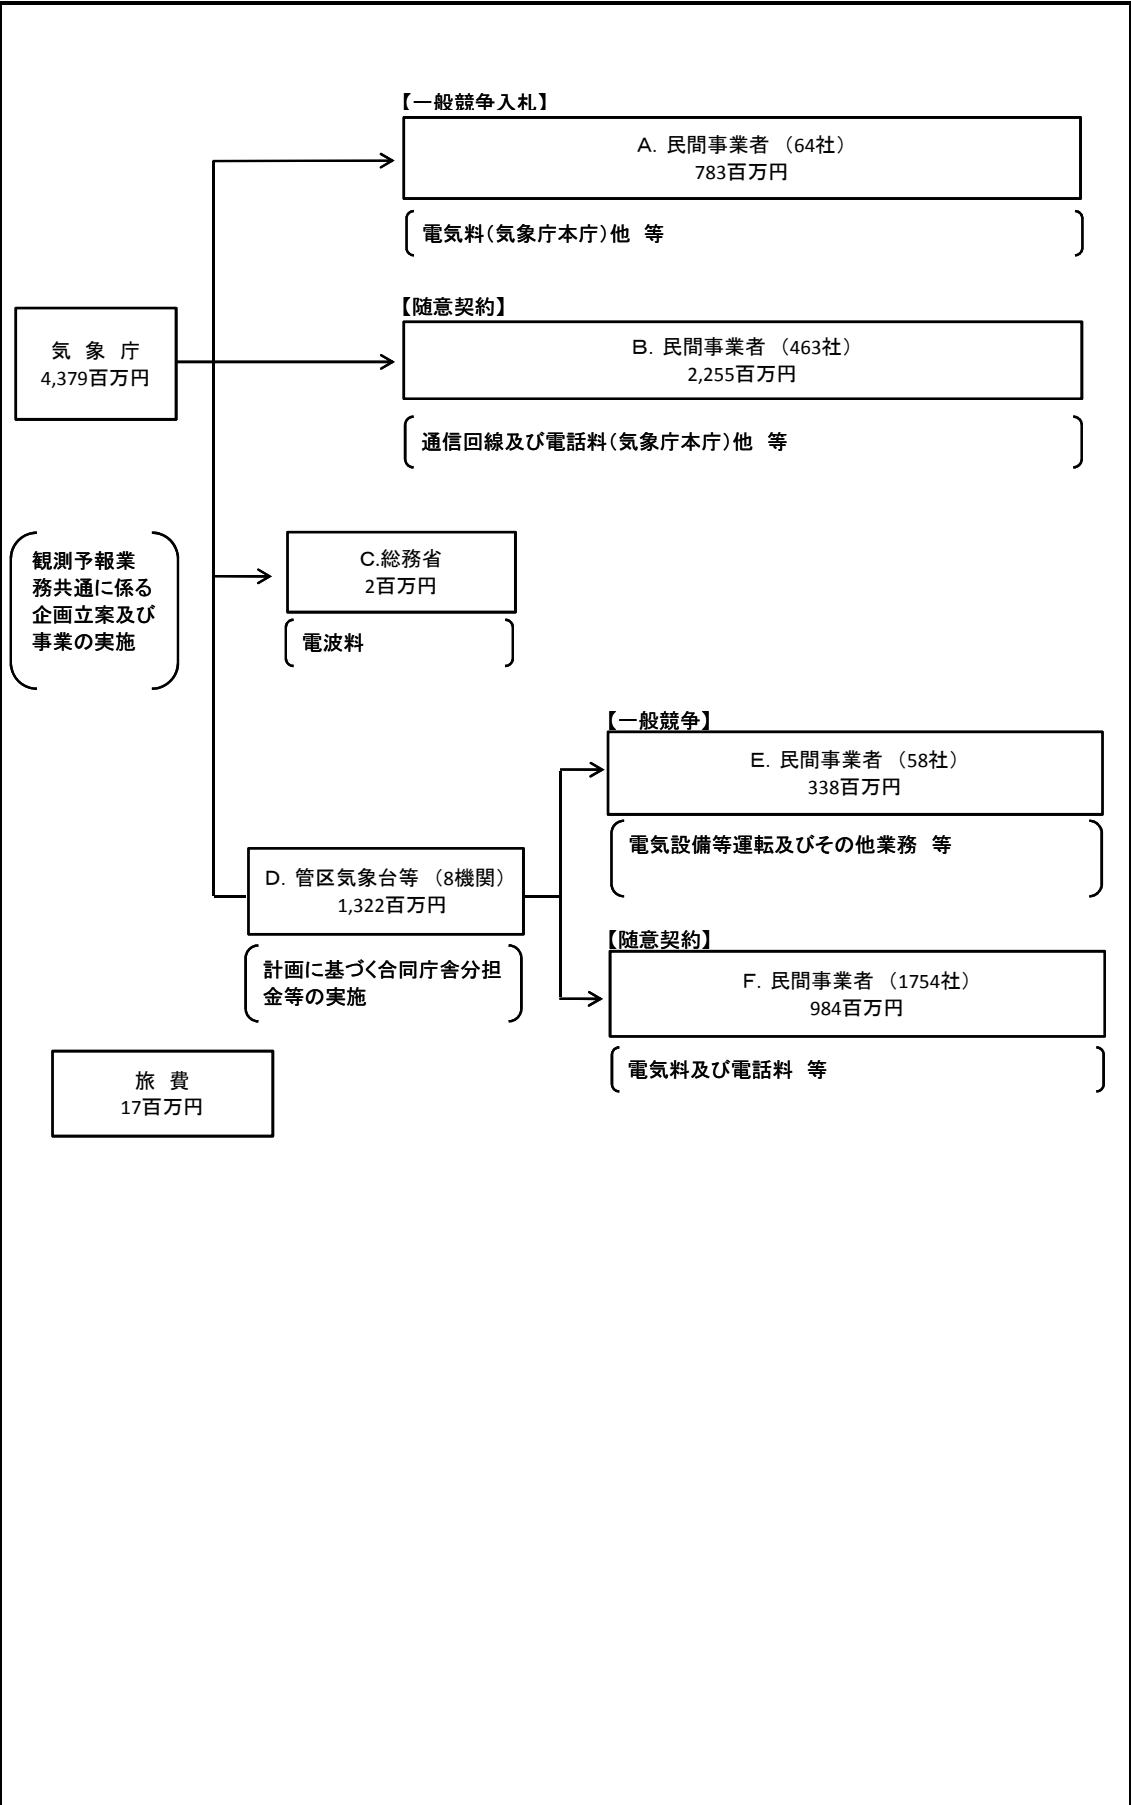 【一般競争入札】
A. 民間事業者 （64社）
783百万円
電気料（気象庁本庁）他　等
【随意契約】
B. 民間事業者 （463社）
2,255百万円
通信回線及び電話料（気象庁本庁）他　等
気　象　庁
4,379百万円
観測予報業
務共通に係る
企画立案及び
事業の実施
C.総務省
2百万円
電波料
D. 管区気象台等 （8機関）
1,322百万円
計画に基づく合同庁舎分担
金等の実施
【一般競争】
E. 民間事業者 （58社）
338百万円
電気設備等運転及びその他業務　等
【随意契約】
F. 民間事業者 （1754社）
984百万円
電気料及び電話料　等
旅　費
17百万円